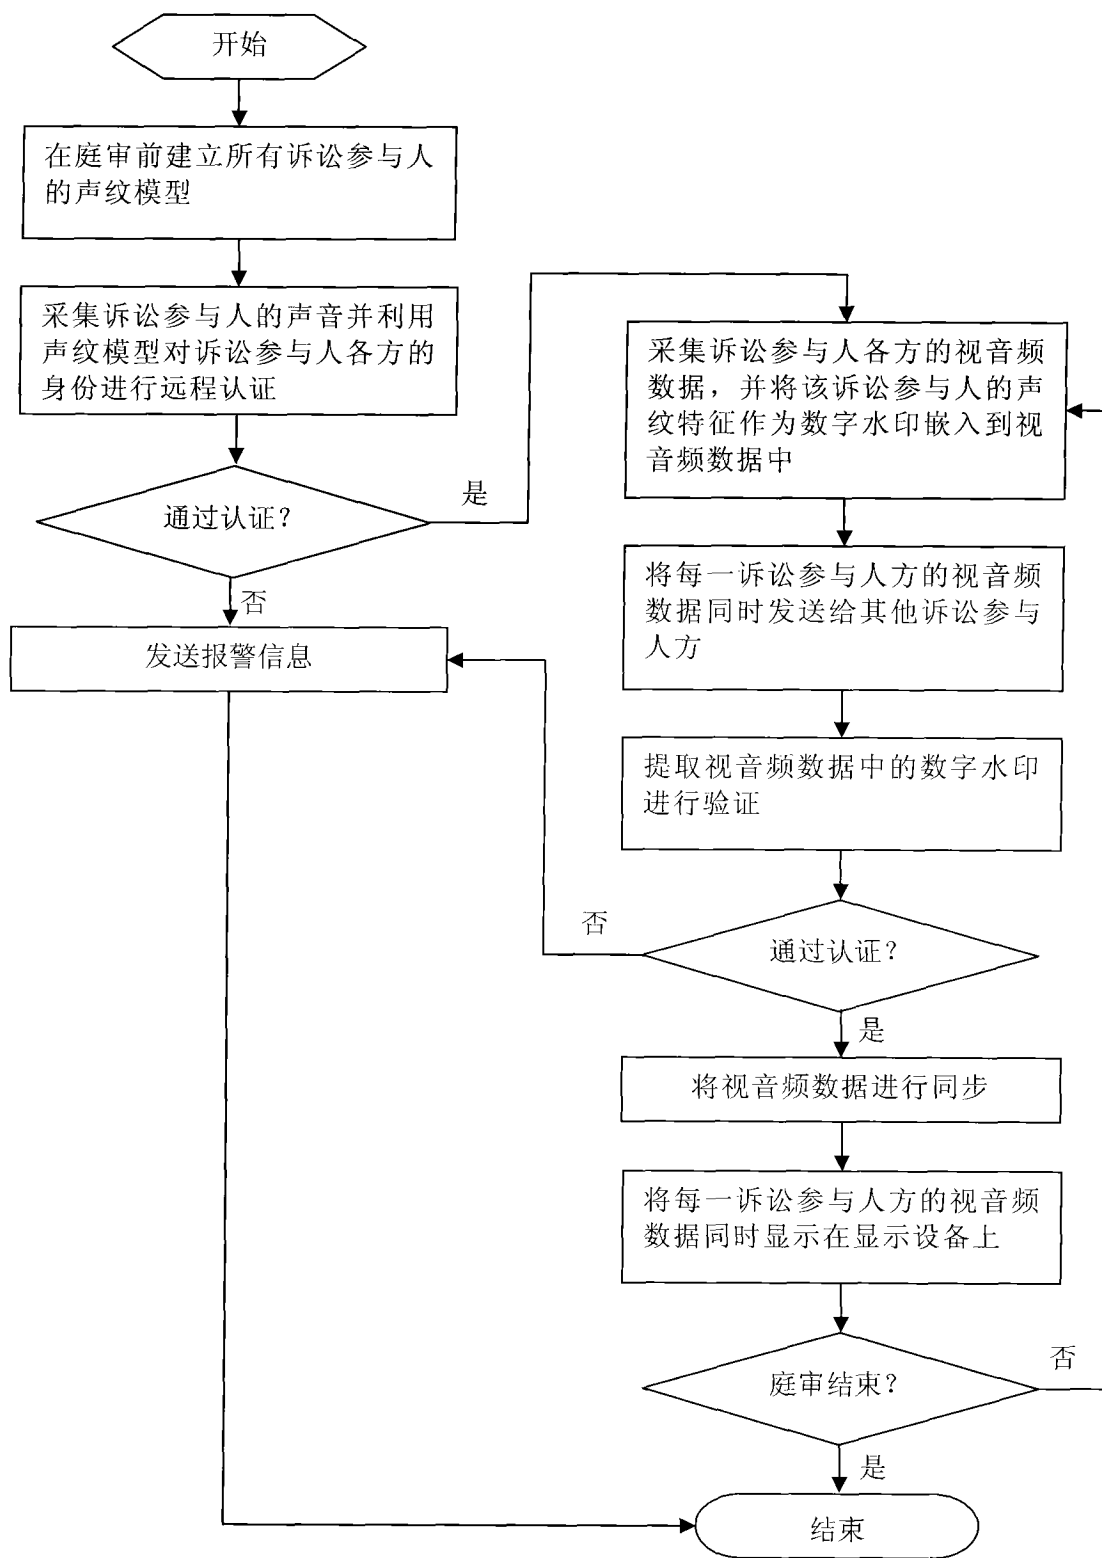 开始
在庭审前建立所有诉讼参与人
的声纹模型
采集诉讼参与人的声音并利用
声纹模型对诉讼参与人各方的
身份进行远程认证
通过认证？
是
否
发送报警信息
采集诉讼参与人各方的视音频
数据，并将该诉讼参与人的声
纹特征作为数字水印嵌入到视
音频数据中
将每一诉讼参与人方的视音频
数据同时发送给其他诉讼参与
人方
提取视音频数据中的数字水印
进行验证
否
通过认证？
是
将视音频数据进行同步
将每一诉讼参与人方的视音频
数据同时显示在显示设备上
庭审结束？
否
是
结束